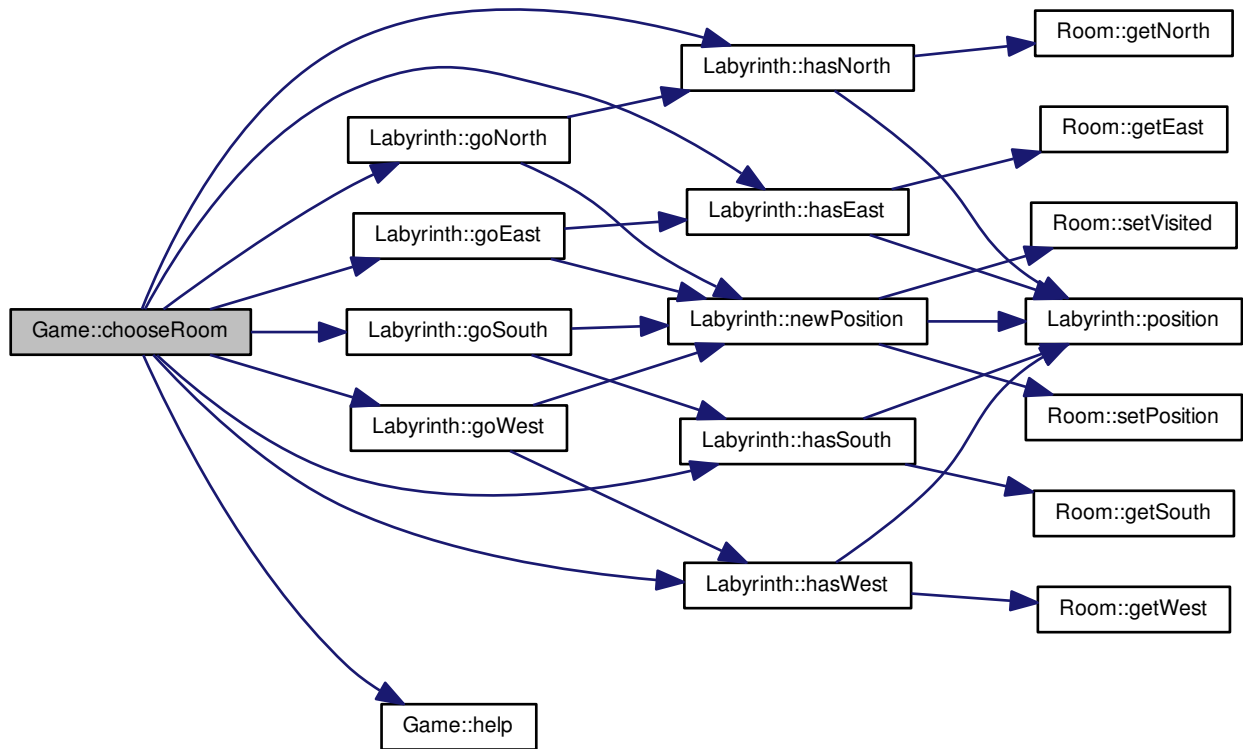 Game::chooseRoom
Labyrinth::goNorth
Labyrinth::goEast
Labyrinth::goSouth
Labyrinth::goWest
Game::help
Labyrinth::hasNorth
Labyrinth::hasEast
Labyrinth::newPosition
Labyrinth::hasSouth
Labyrinth::hasWest
Room::getNorth
Room::getEast
Room::setVisited
Labyrinth::position
Room::setPosition
Room::getSouth
Room::getWest